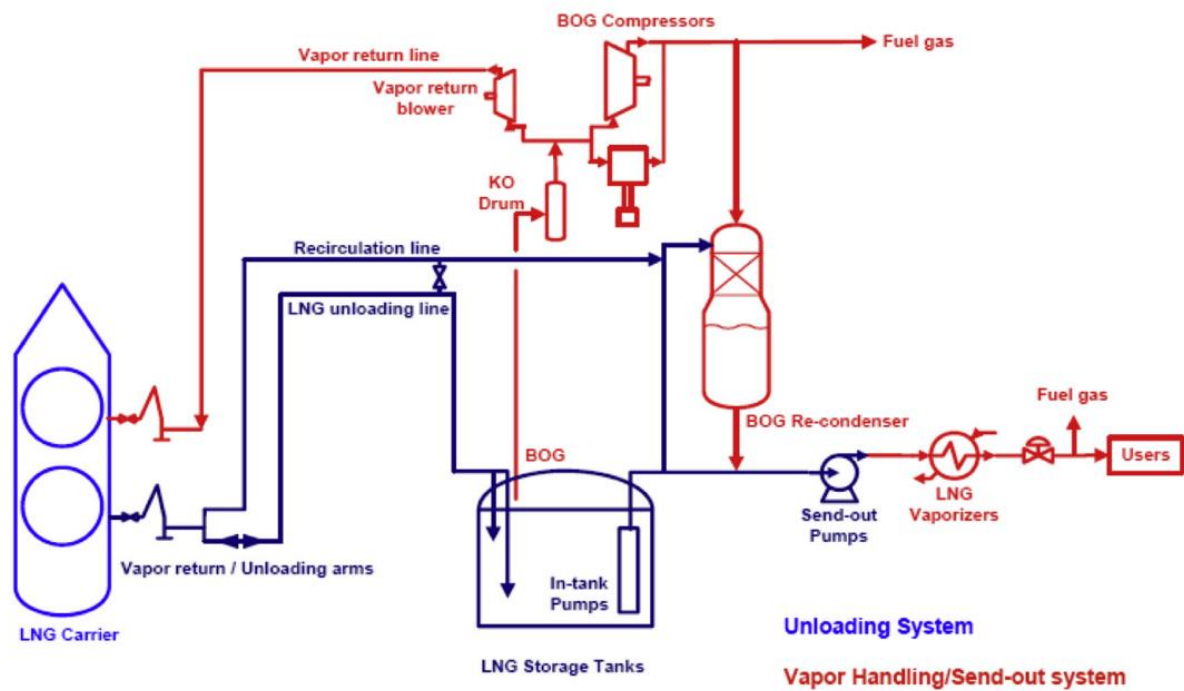 BOG Compressors
Fuel gas
Vapor return line
Vapor return
blower
KO
Drum
Recirculation line
LNG unloading line
Fuel gas
BOG Re-condenser
BOG
Users
LNG
Vaporizers
Send-out
Pumps
Vapor return / Unloading arms
In-tank
Pumps
LNG Carrier
Unloading System
LNG Storage Tanks
Vapor Handling/Send-out system